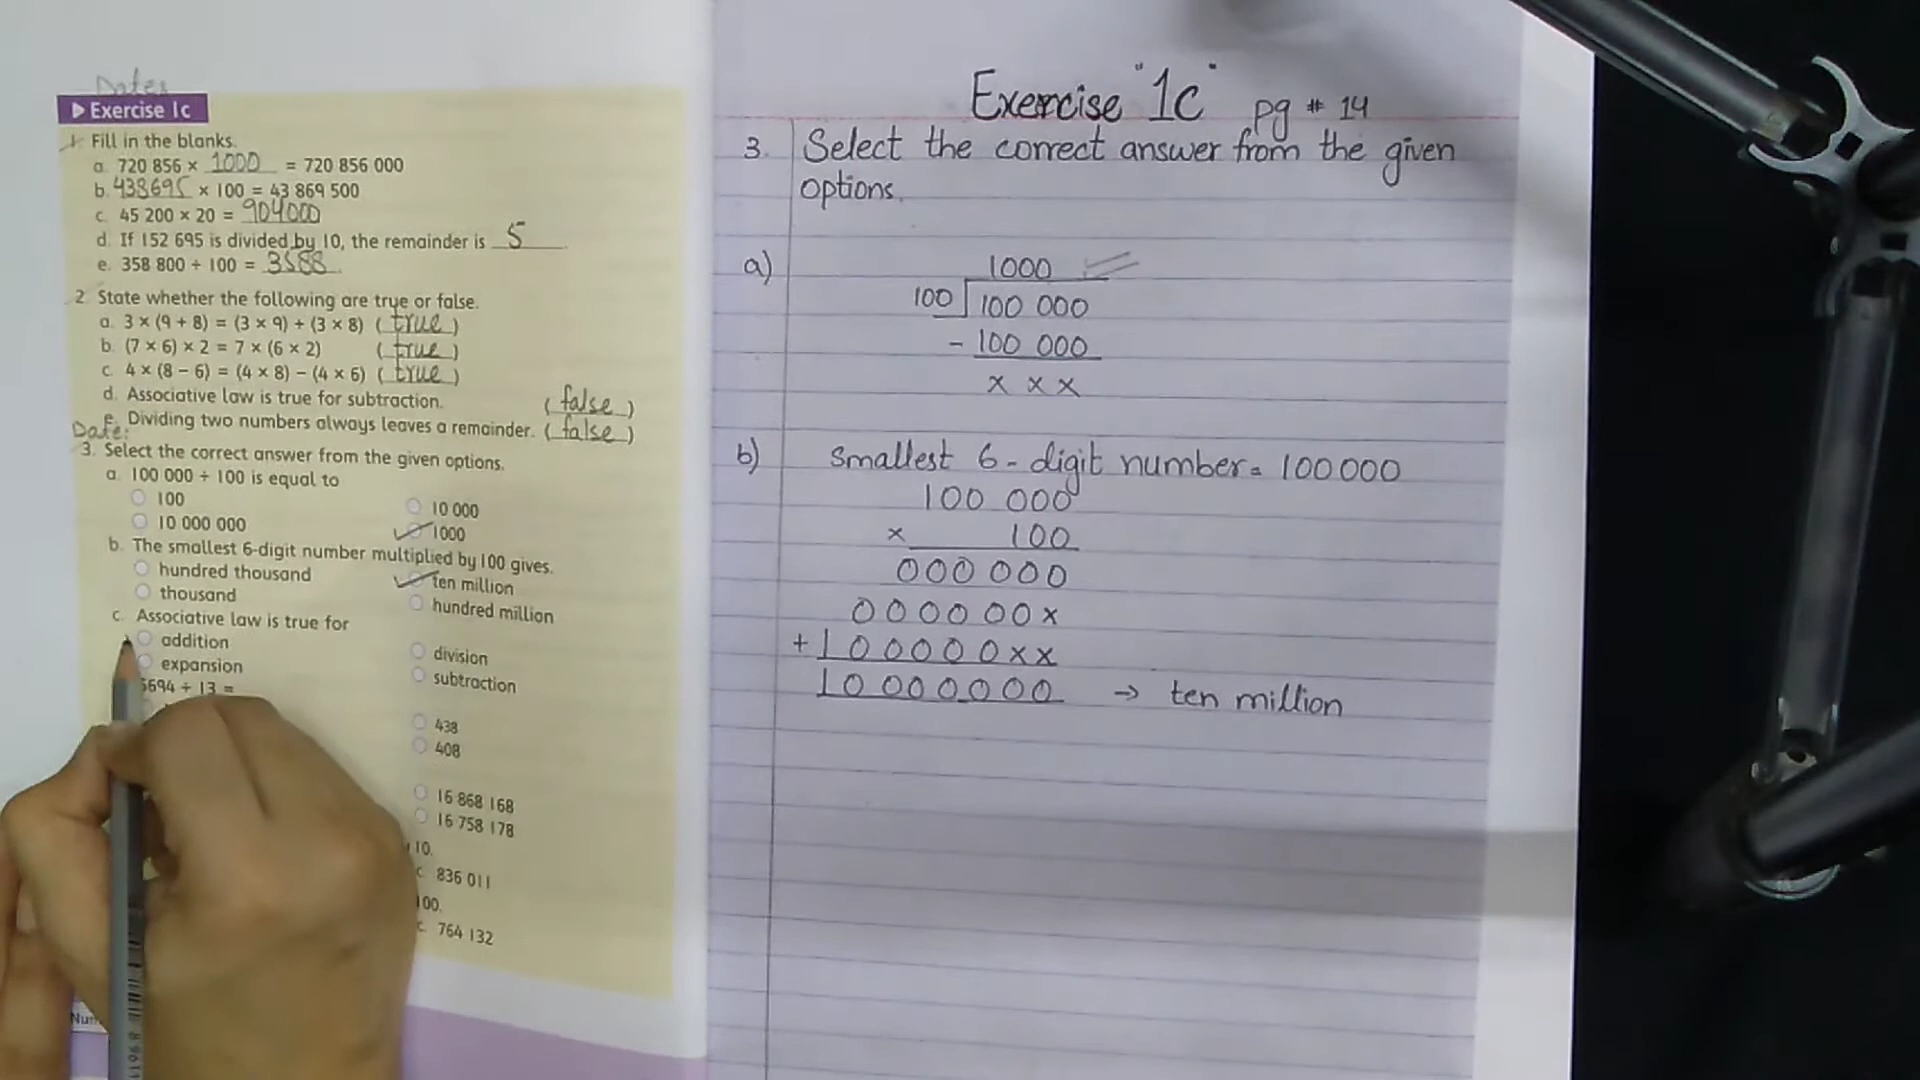 Date:
Exercise 1c
1. Fill in the blanks.
a. 720 856 × 1000 = 720 856 000
b. 438695 × 100 = 43 869 500
c. 45 200 × 20 = 904000
d. If 152 695 is divided by 10, the remainder is 5.
e. 358 800 ÷ 100 = 3588.
2. State whether the following are true or false.
a. 3 × (9 + 8) = (3 × 9) + (3 × 8) (true)
b. (7 × 6) × 2 = 7 × (6 × 2) (true)
c. 4 × (8 – 6) = (4 × 8) – (4 × 6) (true)
d. Associative law is true for subtraction. (false)
e. Dividing two numbers always leaves a remainder. (false)
Date:
3. Select the correct answer from the given options.
a. 100 000 ÷ 100 is equal to
100
10 000
10 000 000
1000
b. The smallest 6-digit number multiplied by 100 gives.
hundred thousand
ten million
thousand
hundred million
c. Associative law is true for
addition
division
expansion
subtraction
5694 ÷ 13 =
438
408
16 868 168
16 758 178
10.
c. 836 011
100.
c. 764 132
Exercise "1c" pg # 14
3. Select the correct answer from the given
options.
a)
1000
100 100 000
- 100 000
x x x
b) Smallest 6-digit number = 100000
100 000
x 100
000 000
000000x
+ 100000xx
10000000 → ten million